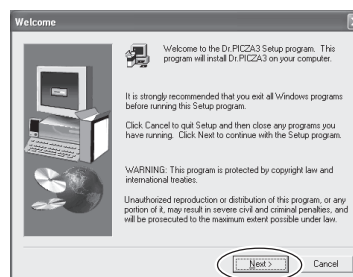 Welcome
Welcome to the Dr.PICZA3 Setup program. This
program will install Dr.PICZA3 on your computer.
It is strongly recommended that you exit all Windows programs
before running this Setup program.
Click Cancel to quit Setup and then close any programs you
have running. Click Next to continue with the Setup program.
WARNING: This program is protected by copyright law and
international treaties.
Unauthorized reproduction or distribution of this program, or any
portion of it, may result in severe civil and criminal penalties, and
will be prosecuted to the maximum extent possible under law.
Next >
Cancel